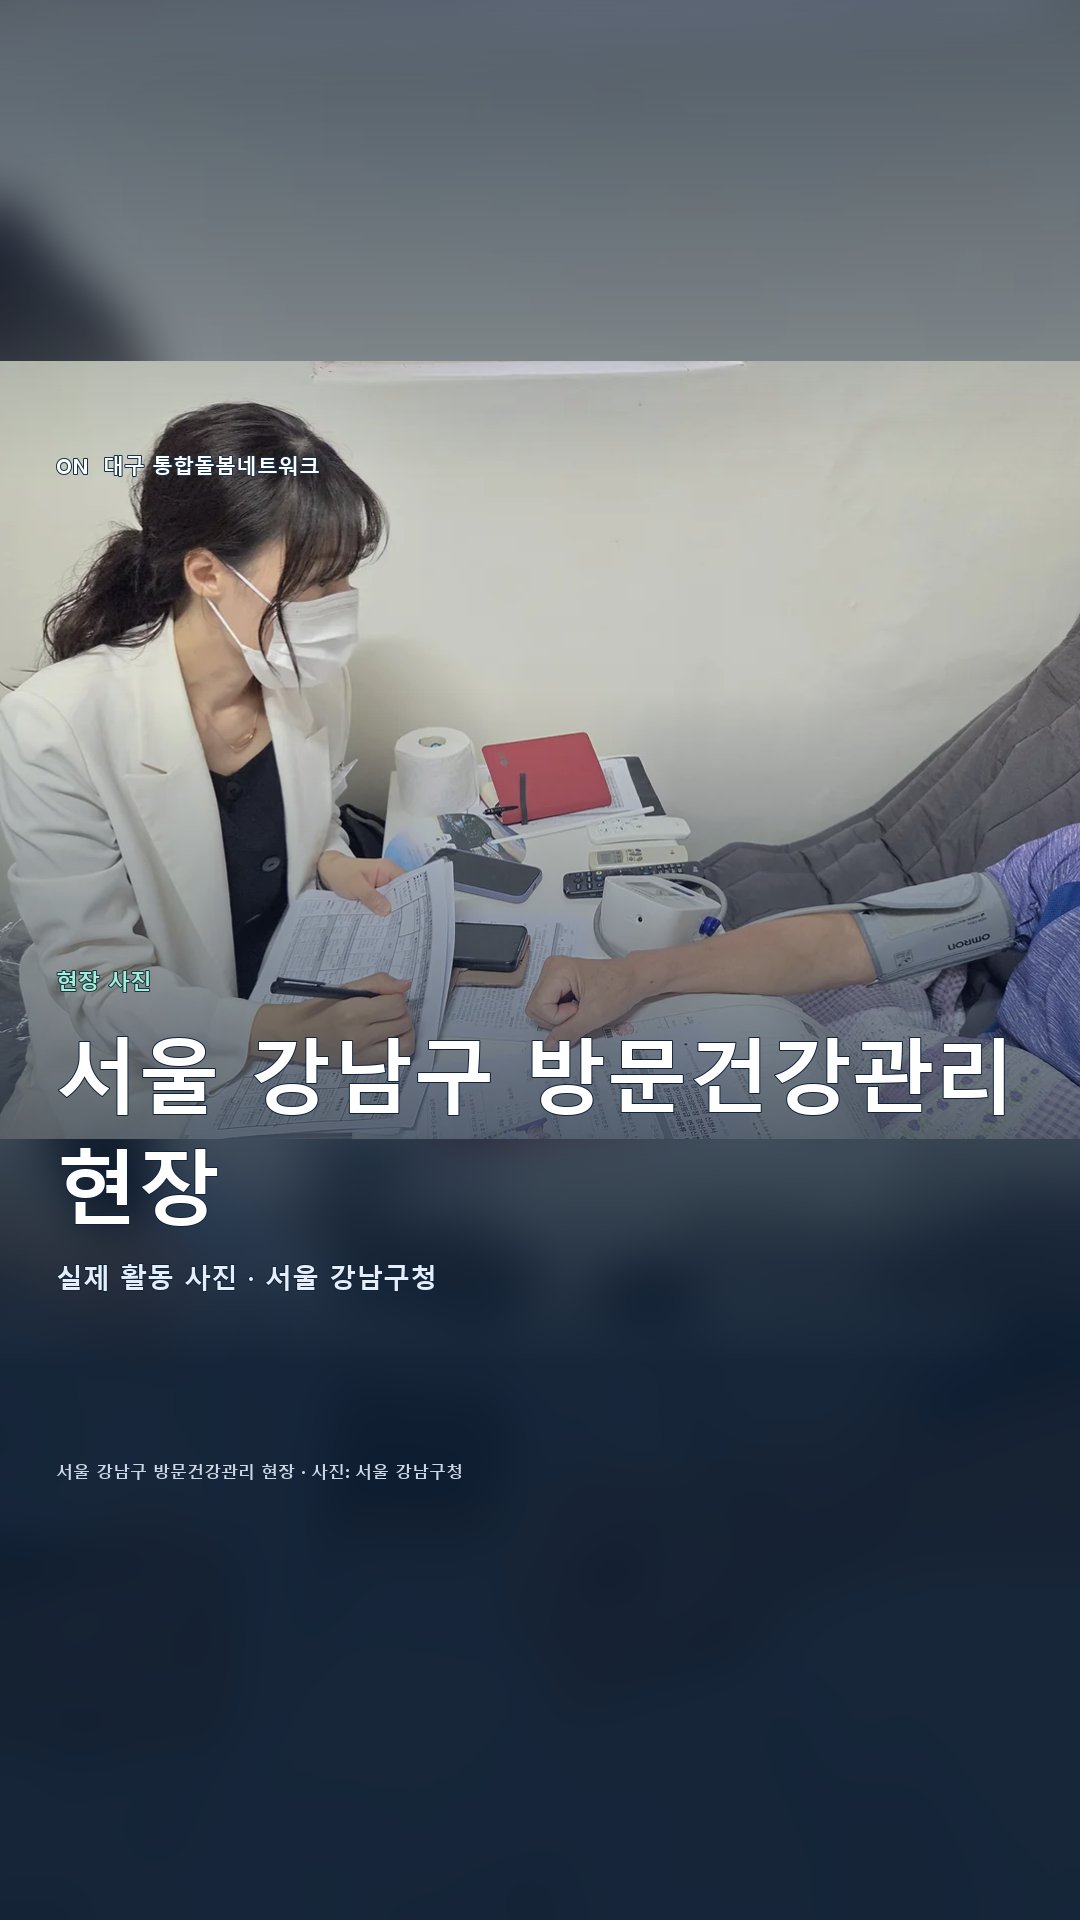 ON 대구 통합돌봄네트워크
OMRON
현장 사진
서울 강남구 방문건강관리
현장
실제 활동 사진 · 서울 강남구청
서울 강남구 방문건강관리 현장 · 사진: 서울 강남구청